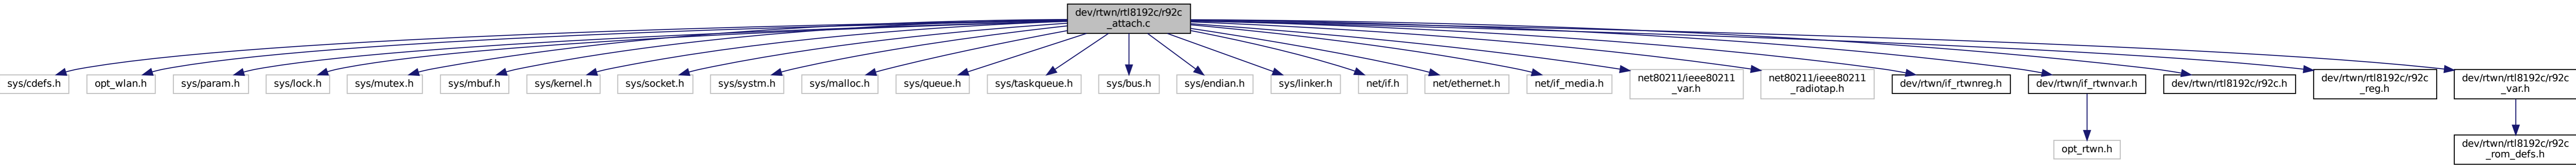 dev/rtwn/rtl8192c/r92c
_attach.c
sys/cdefs.h
opt_wlan.h
sys/param.h
sys/lock.h
sys/mutex.h
sys/mbuf.h
sys/kernel.h
sys/socket.h
sys/systm.h
sys/malloc.h
sys/queue.h
sys/taskqueue.h
sys/bus.h
sys/endian.h
sys/linker.h
net/if.h
net/ethernet.h
net/if_media.h
net80211/ieee80211
_var.h
net80211/ieee80211
_radiotap.h
dev/rtwn/if_rtwnreg.h
dev/rtwn/if_rtwnvar.h
dev/rtwn/rtl8192c/r92c.h
dev/rtwn/rtl8192c/r92c
_reg.h
dev/rtwn/rtl8192c/r92c
_var.h
opt_rtwn.h
dev/rtwn/rtl8192c/r92c
_rom_defs.h